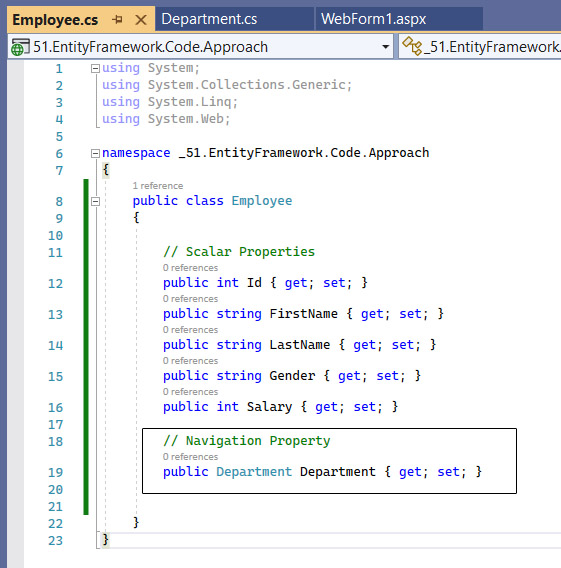 Employee.cs
Department.cs
WebForm1.aspx
51.EntityFramework.Code.Approach
_51.EntityFramework.
1 using System;
2 using System.Collections.Generic;
3 using System.Linq;
4 using System.Web;
5
6 namespace _51.EntityFramework.Code.Approach
7 {
1 reference
8 public class Employee
9 {
10
11 // Scalar Properties
0 references
12 public int Id { get; set; }
0 references
13 public string FirstName { get; set; }
0 references
14 public string LastName { get; set; }
0 references
15 public string Gender { get; set; }
0 references
16 public int Salary { get; set; }
17
18 // Navigation Property
0 references
19 public Department Department { get; set; }
20
21
22 }
23 }